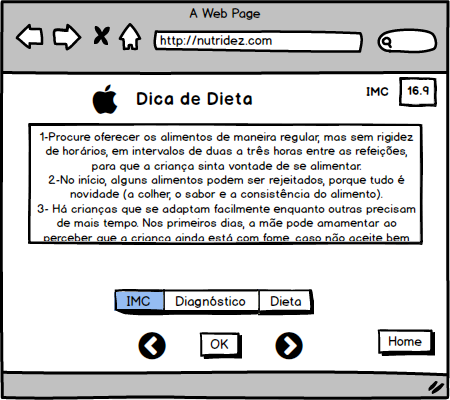 A Web Page
http://nutridez.com
Dica de Dieta
IMC
16.9
1-Procure oferecer os alimentos de maneira regular, mas sem rigidez
de horários, em intervalos de duas a três horas entre as refeições,
para que a criança sinta vontade de se alimentar.
2-No início, alguns alimentos podem ser rejeitados, porque tudo é
novidade (a colher, o sabor e a consistência do alimento).
3- Há crianças que se adaptam facilmente enquanto outras precisam
de mais tempo. Nos primeiros dias, a mãe pode amamentar ao
perceber que a criança ainda está com fome, caso não aceite bem
IMC
Diagnóstico
Dieta
OK
Home